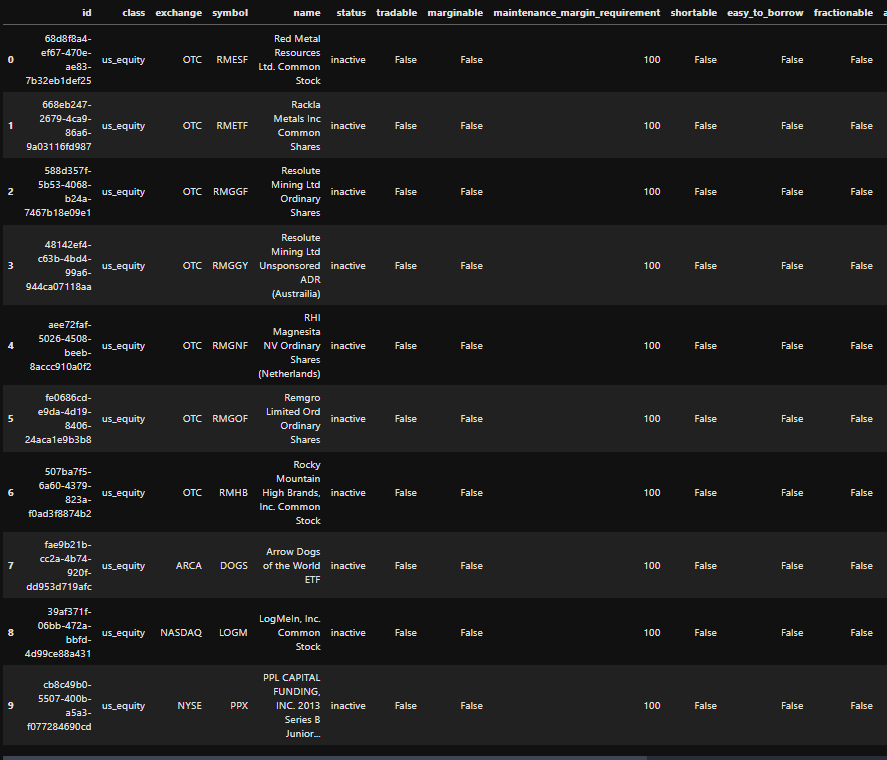 id class exchange symbol name status tradable marginable maintenance_margin_requirement shortable easy_to_borrow fractionable
0 68d8f8a4-ef67-470e-ae83-7b32eb1def25 us_equity OTC RMESF Red Metal Resources Ltd. Common Stock inactive False False 100 False False False
1 668eb247-2679-4ca9-86a6-9a03116fd987 us_equity OTC RMETF Rackla Metals Inc Common Shares inactive False False 100 False False False
2 588d357f-5b53-4068-b24a-7467b18e09e1 us_equity OTC RMGGF Resolute Mining Ltd Ordinary Shares inactive False False 100 False False False
3 48142ef4-c63b-4bd4-99a6-944ca07118aa us_equity OTC RMGGY Resolute Mining Ltd Unsponsored ADR (Austrailia) inactive False False 100 False False False
4 aee72faf-5026-4508-beeb-8accc910a0f2 us_equity OTC RMGNF RHI Magnesita NV Ordinary Shares (Netherlands) inactive False False 100 False False False
5 fe0686cd-e9da-4d19-8406-24aca1e9b3b8 us_equity OTC RMGOF Remgro Limited Ord Ordinary Shares inactive False False 100 False False False
6 507ba7f5-6a60-4379-823a-f0ad3f8874b2 us_equity OTC RMHB Rocky Mountain High Brands, Inc. Common Stock inactive False False 100 False False False
7 fae9b21b-cc2a-4b74-920f-dd953d719afc us_equity ARCA DOGS Arrow Dogs of the World ETF inactive False False 100 False False False
8 39af371f-06bb-472a-bbfd-4d99ce88a431 us_equity NASDAQ LOGM LogMeIn, Inc. Common Stock inactive False False 100 False False False
9 cb8c49b0-5507-400b-a5a3-f077284690cd us_equity NYSE PPX PPL CAPITAL FUNDING, INC. 2013 Series B Junior... inactive False False 100 False False False